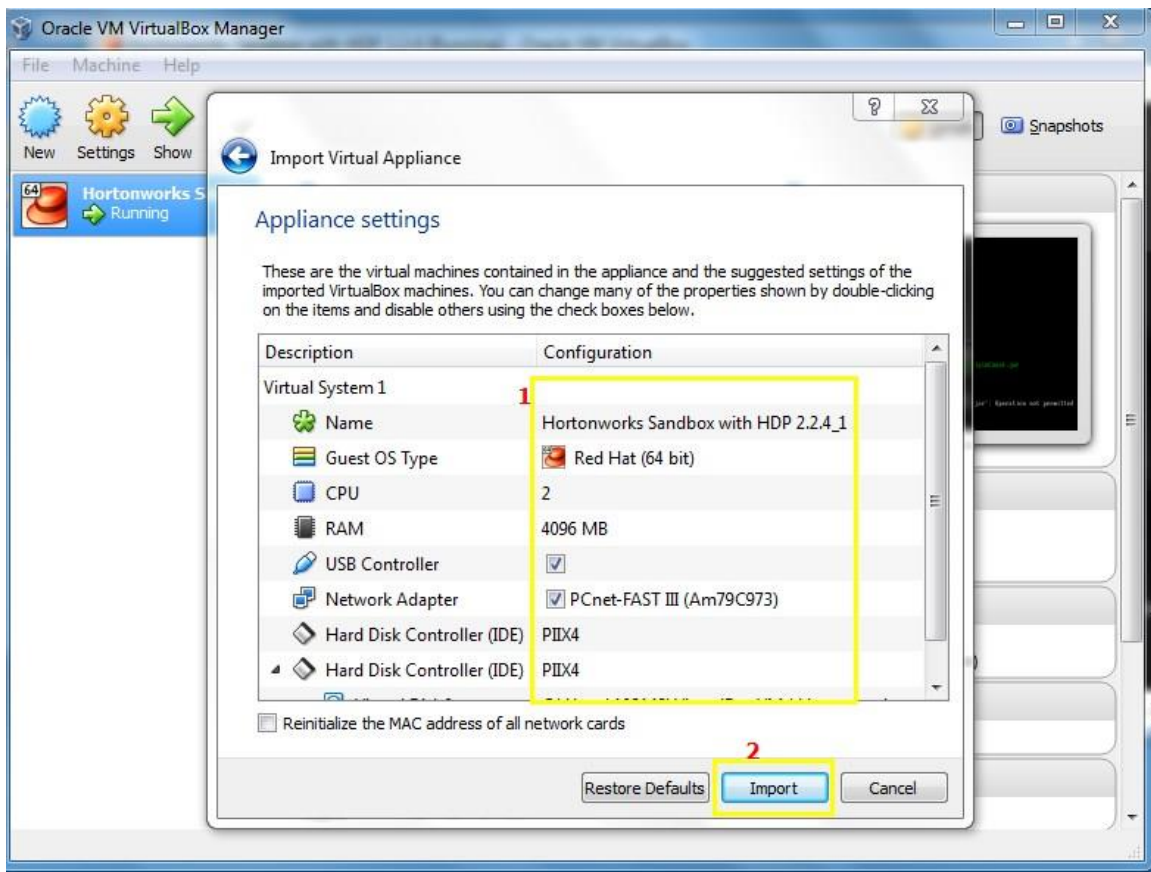 Oracle VM VirtualBox Manager
File Machine Help
New Settings Show
Snapshots
64
Hortonworks S
Running
Import Virtual Appliance
Appliance settings
These are the virtual machines contained in the appliance and the suggested settings of the
imported VirtualBox machines. You can change many of the properties shown by double-clicking
on the items and disable others using the check boxes below.
Description Configuration
Virtual System 1
1
Name Hortonworks Sandbox with HDP 2.2.4_1
Guest OS Type Red Hat (64 bit)
CPU 2
RAM 4096 MB
USB Controller
Network Adapter PCnet-FAST III (Am79C973)
Hard Disk Controller (IDE) PIIX4
Hard Disk Controller (IDE) PIIX4
Reinitialize the MAC address of all network cards
2
Restore Defaults Import Cancel